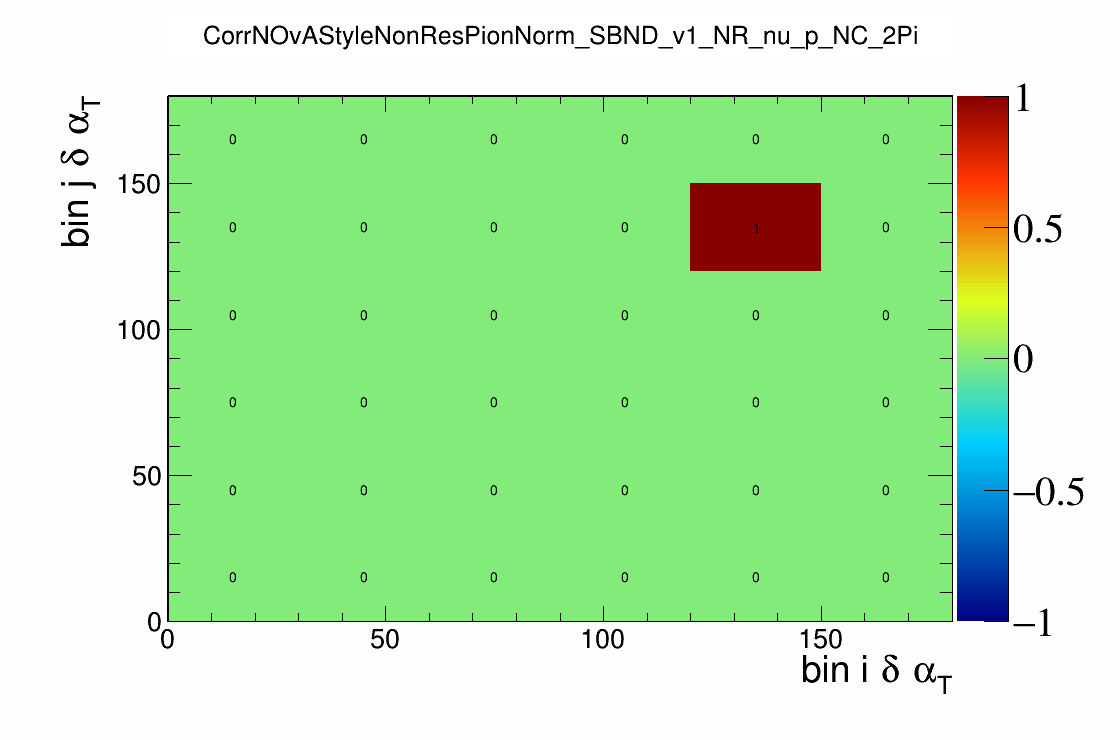 CorrNOvAStyleNonResPionNorm_SBND_v1_NR_nu_p_NC_2Pi
bin j δ α_T
150
100
50
0
0 0 0 0 0 0
0 0 0 0 1 0
0 0 0 0 0 0
0 0 0 0 0 0
0 0 0 0 0 0
0 0 0 0 0 0
1
0.5
0
−0.5
−1
0 50 100 150
bin i δ α_T